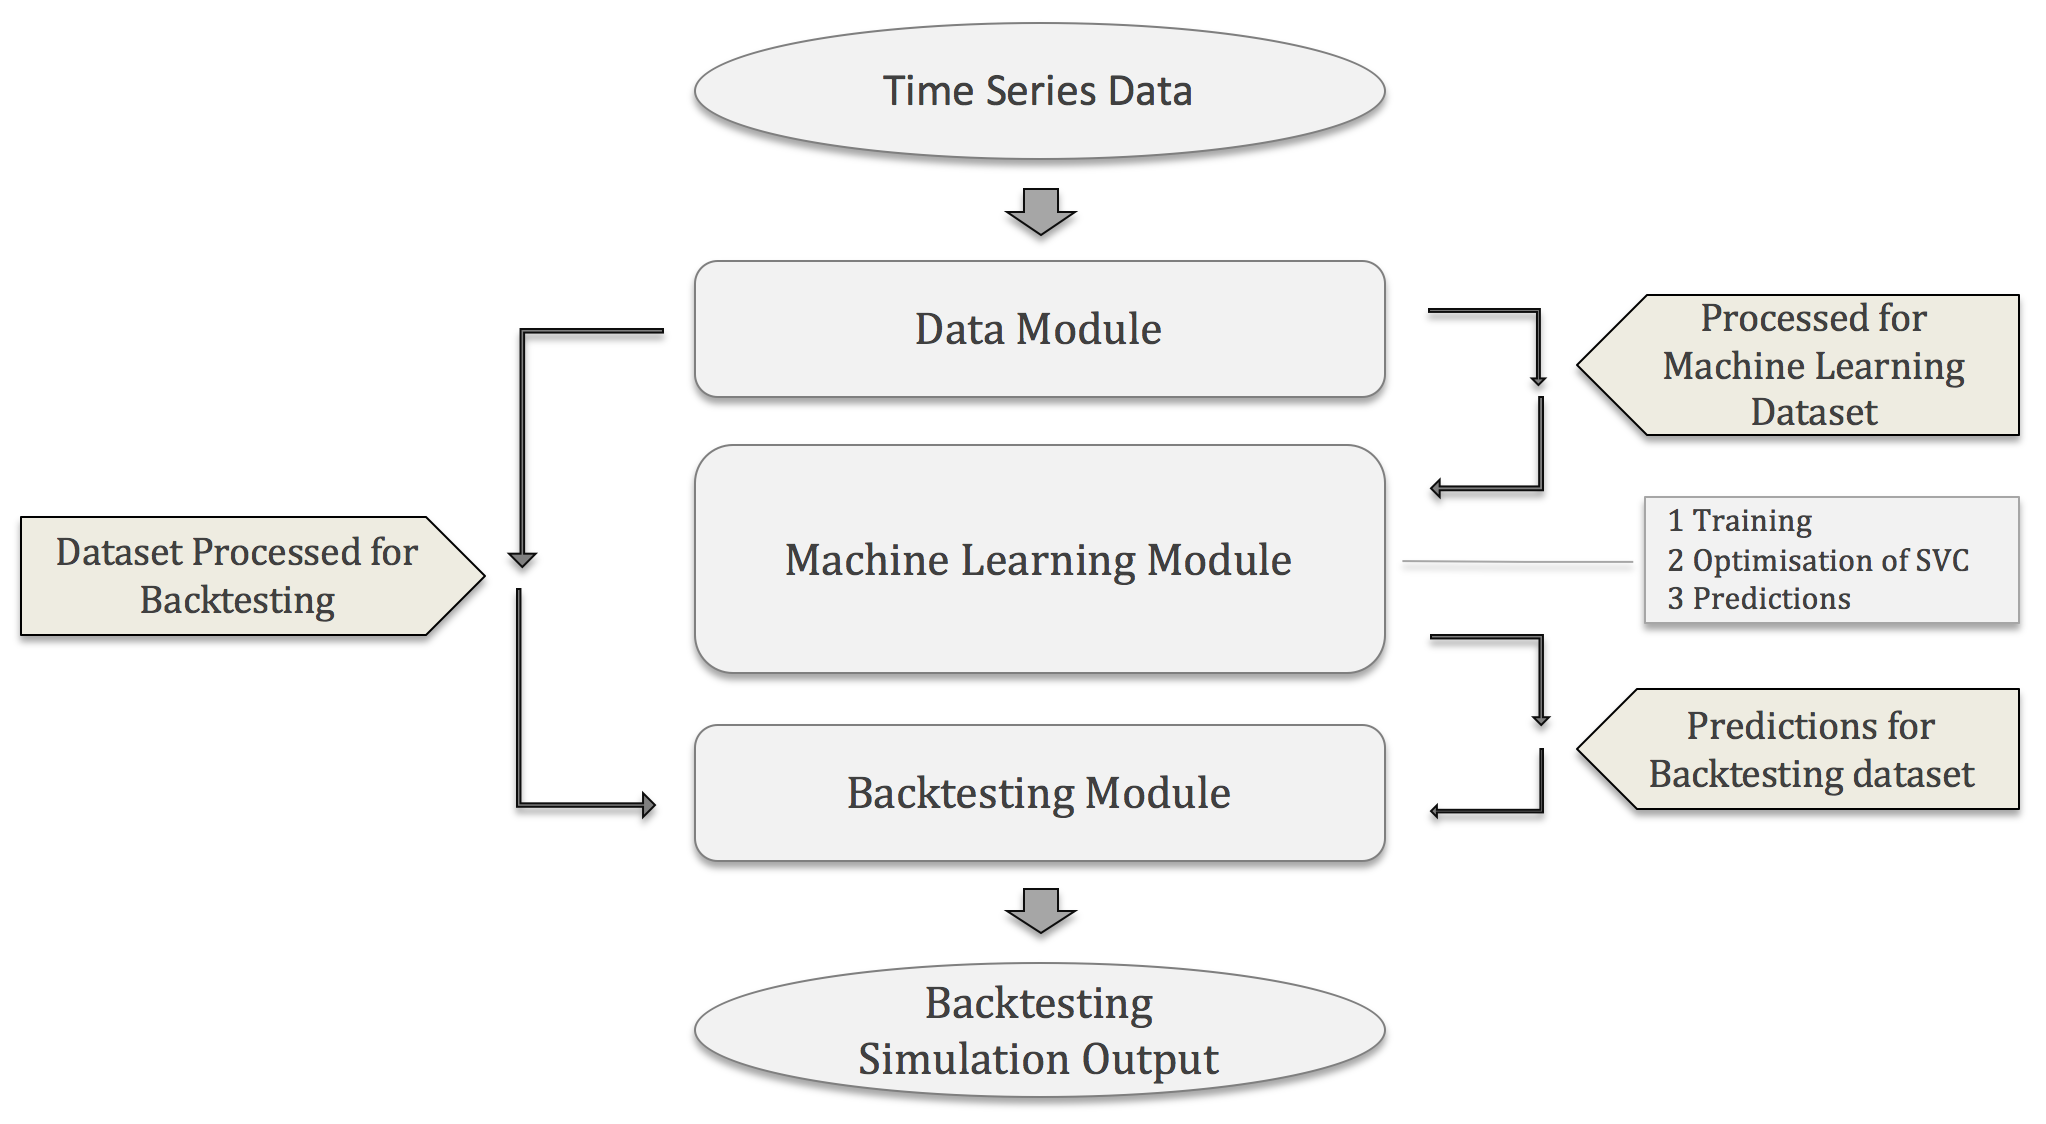 Time Series Data
Data Module
Processed for
Machine Learning
Dataset
Dataset Processed for
Backtesting
Machine Learning Module
1 Training
2 Optimisation of SVC
3 Predictions
Predictions for
Backtesting dataset
Backtesting Module
Backtesting
Simulation Output